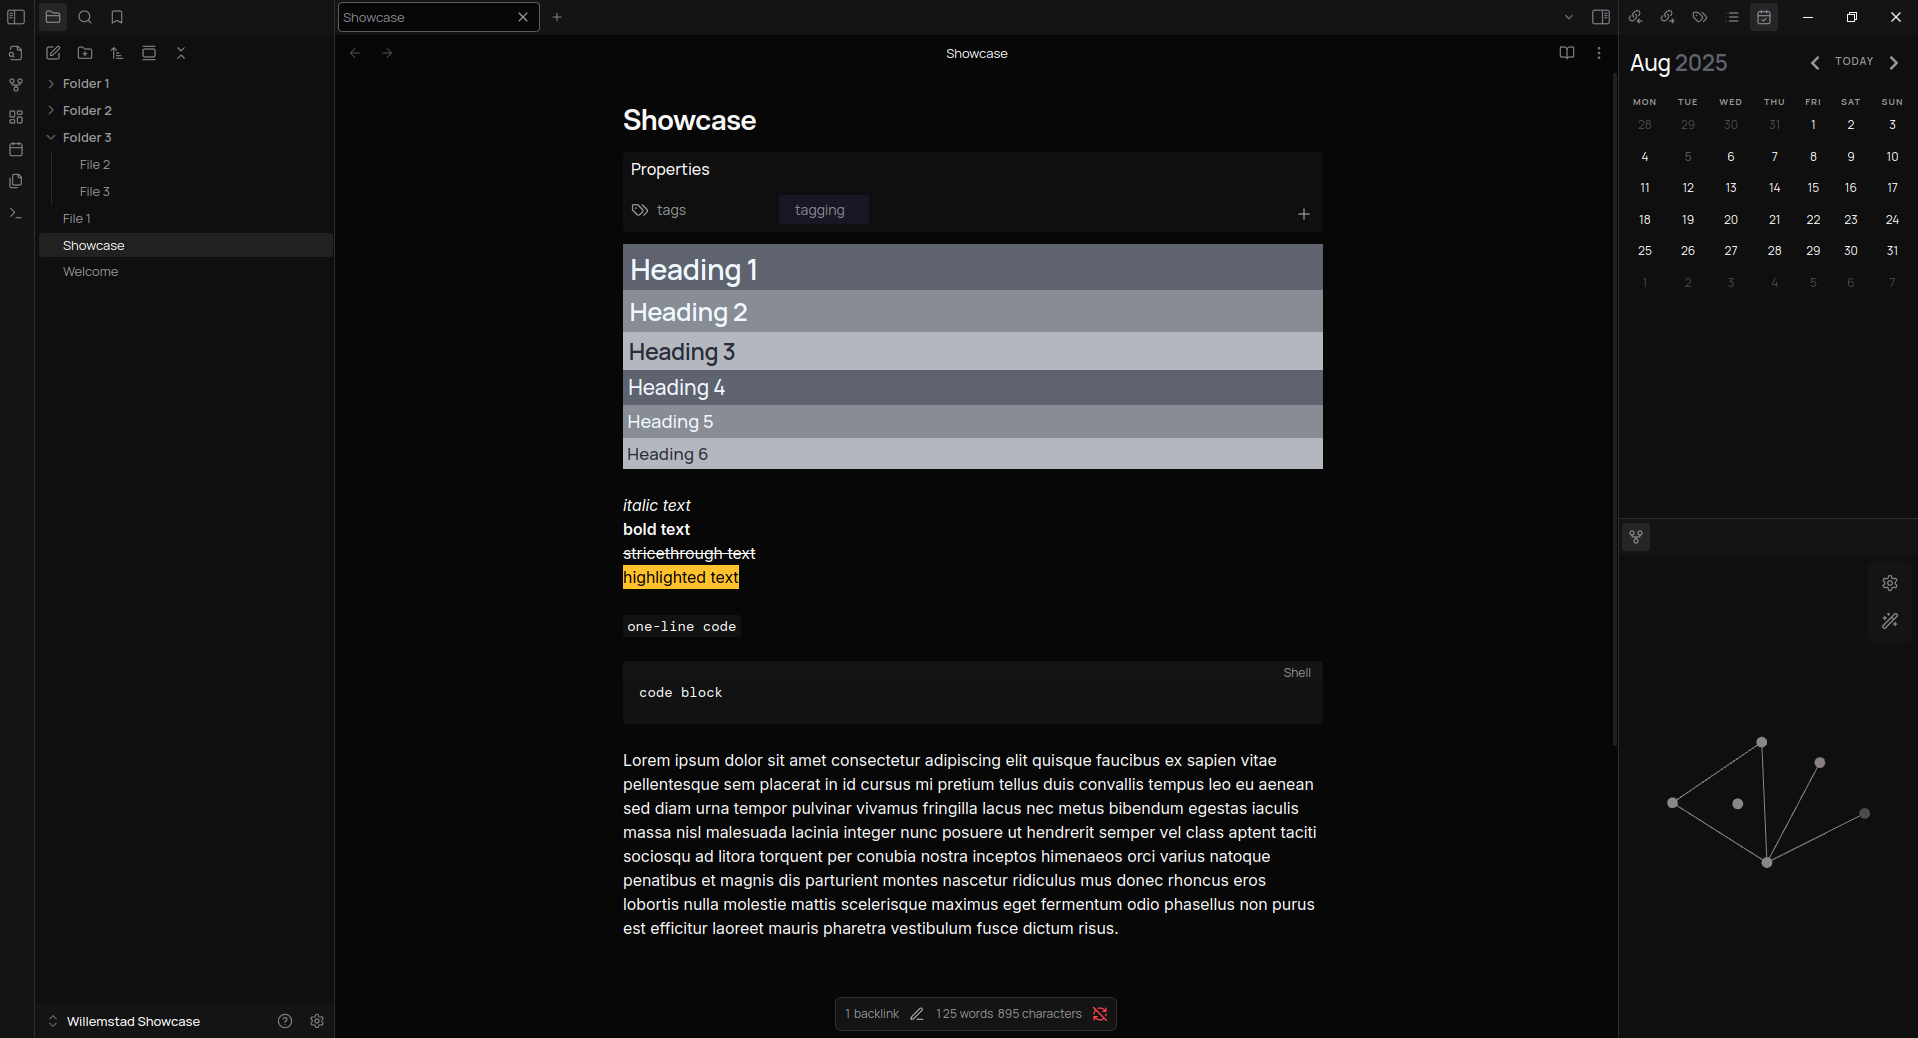 Showcase
Folder 1
Folder 2
Folder 3
File 2
File 3
File 1
Showcase
Welcome
Willemstad Showcase
Showcase
Showcase
Properties
tags
tagging
Heading 1
Heading 2
Heading 3
Heading 4
Heading 5
Heading 6
italic text
bold text
stricethrough text
highlighted text
one-line code
Shell
code block
Lorem ipsum dolor sit amet consectetur adipiscing elit quisque faucibus ex sapien vitae
pellentesque sem placerat in id cursus mi pretium tellus duis convallis tempus leo eu aenean
sed diam urna tempor pulvinar vivamus fringilla lacus nec metus bibendum egestas iaculis
massa nisl malesuada lacinia integer nunc posuere ut hendrerit semper vel class aptent taciti
sociosqu ad litora torquent per conubia nostra inceptos himenaeos orci varius natoque
penatibus et magnis dis parturient montes nascetur ridiculus mus donec rhoncus eros
lobortis nulla molestie mattis scelerisque maximus eget fermentum odio phasellus non purus
est efficitur laoreet mauris pharetra vestibulum fusce dictum risus.
1 backlink 125 words 895 characters
Aug 2025 TODAY
MON TUE WED THU FRI SAT SUN
28 29 30 31 1 2 3
4 5 6 7 8 9 10
11 12 13 14 15 16 17
18 19 20 21 22 23 24
25 26 27 28 29 30 31
1 2 3 4 5 6 7